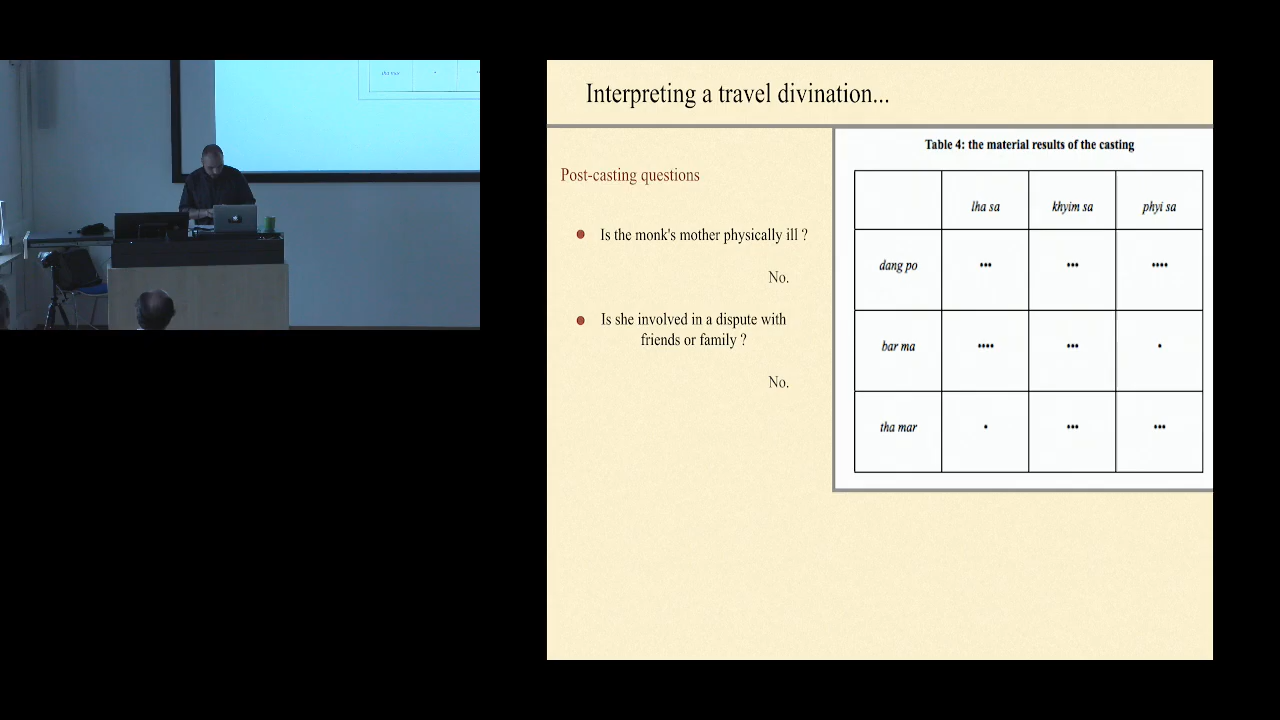 Interpreting a travel divination...
Post-casting questions
Is the monk's mother physically ill ?
No.
Is she involved in a dispute with
friends or family ?
No.
Table 4: the material results of the casting
lha sa khyim sa phyi sa
dang po ••• ••• ••••
bar ma •••• ••• •
tha mar • ••• •••
tha mar